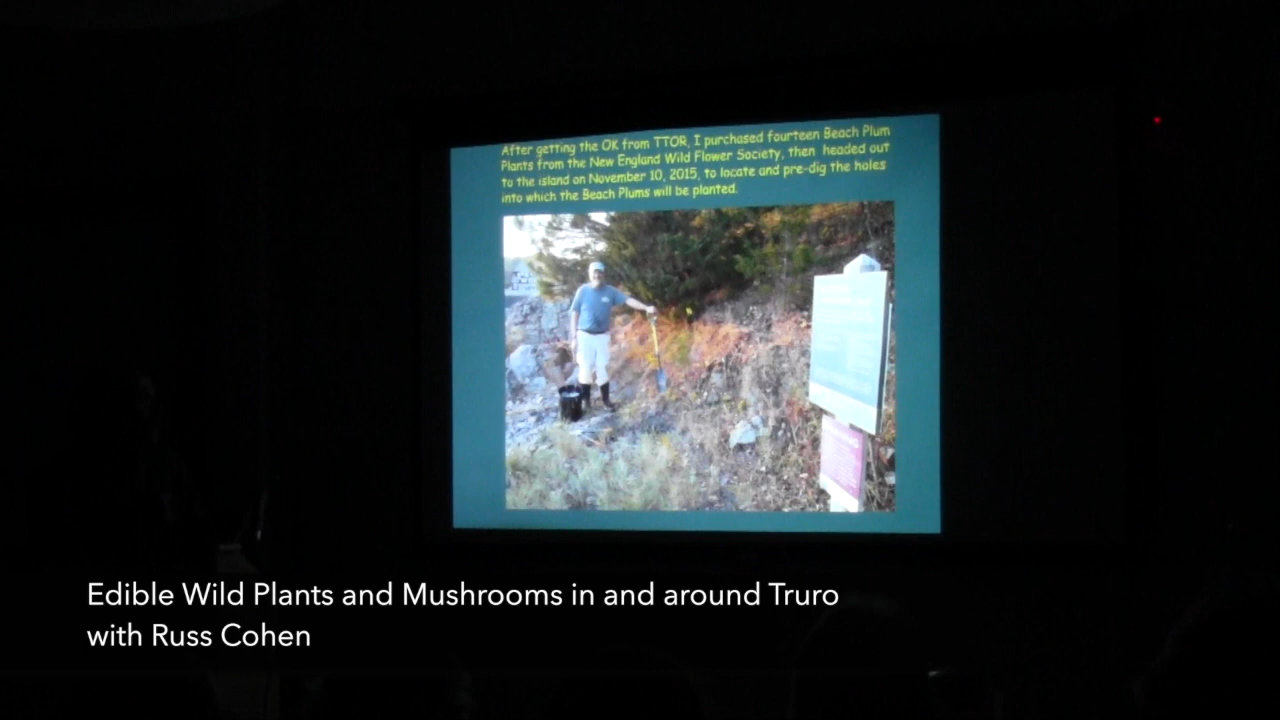 After getting the OK from TTOR, I purchased fourteen Beach Plum
Plants from the New England Wild Flower Society, then headed out
to the island on November 10, 2015, to locate and pre-dig the holes
into which the Beach Plums will be planted.
Edible Wild Plants and Mushrooms in and around Truro
with Russ Cohen